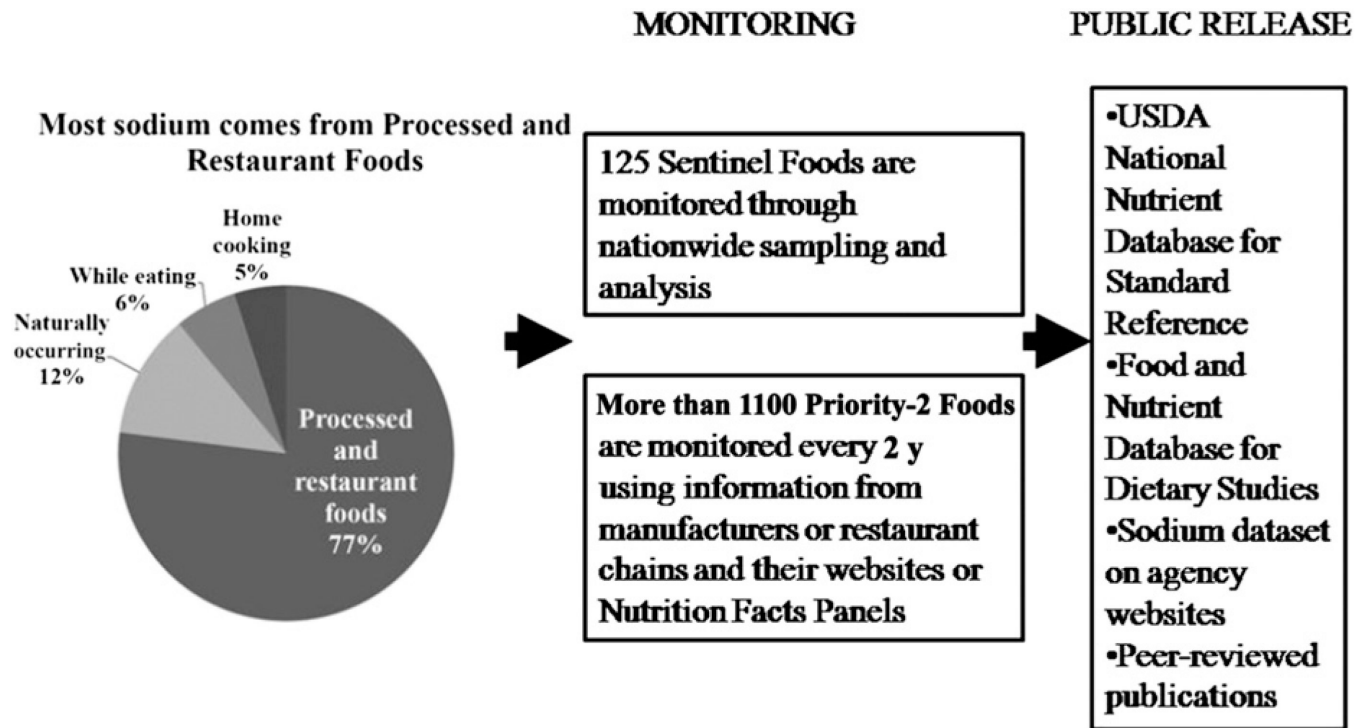 MONITORING
PUBLIC RELEASE
Most sodium comes from Processed and
Restaurant Foods
Home
cooking
5%
While eating
6%
Naturally
occurring
12%
Processed
and
restaurant
foods
77%
125 Sentinel Foods are
monitored through
nationwide sampling and
analysis
More than 1100 Priority-2 Foods
are monitored every 2 y
using information from
manufacturers or restaurant
chains and their websites or
Nutrition Facts Panels
•USDA
National
Nutrient
Database for
Standard
Reference
•Food and
Nutrient
Database for
Dietary Studies
•Sodium dataset
on agency
websites
•Peer-reviewed
publications